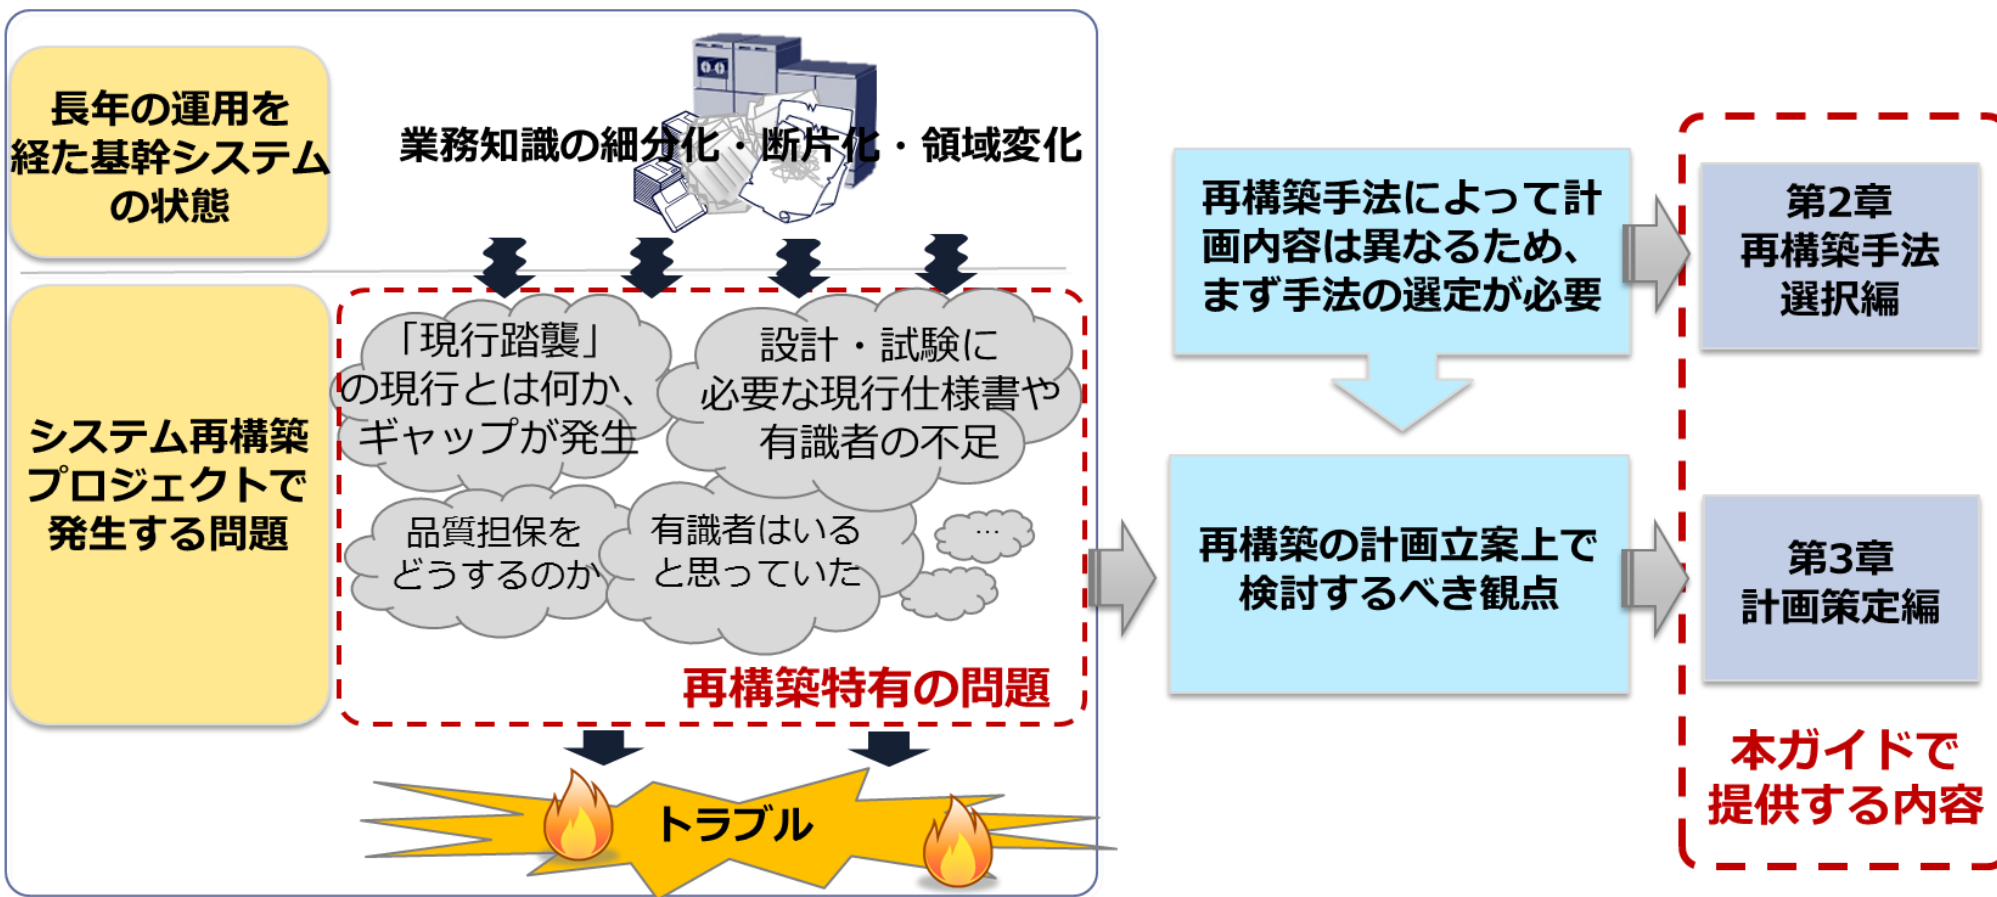 長年の運用を
経た基幹システム
の状態
業務知識の細分化・断片化・領域変化
システム再構築
プロジェクトで
発生する問題
「現行踏襲」
の現行とは何か、
ギャップが発生
設計・試験に
必要な現行仕様書や
有識者の不足
品質担保を
どうするのか
有識者はいる
と思っていた
…
再構築特有の問題
トラブル
再構築手法によって計
画内容は異なるため、
まず手法の選定が必要
再構築の計画立案上で
検討するべき観点
第2章
再構築手法
選択編
第3章
計画策定編
本ガイドで
提供する内容